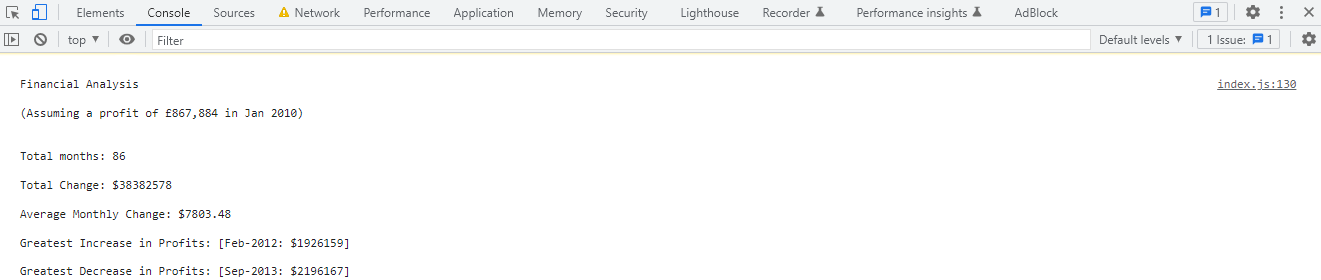 Elements Console Sources Network Performance Application Memory Security Lighthouse Recorder Performance insights AdBlock 1
top Filter Default levels 1 Issue: 1
Financial Analysis index.js:130
(Assuming a profit of £867,884 in Jan 2010)
Total months: 86
Total Change: $38382578
Average Monthly Change: $7803.48
Greatest Increase in Profits: [Feb-2012: $1926159]
Greatest Decrease in Profits: [Sep-2013: $2196167]